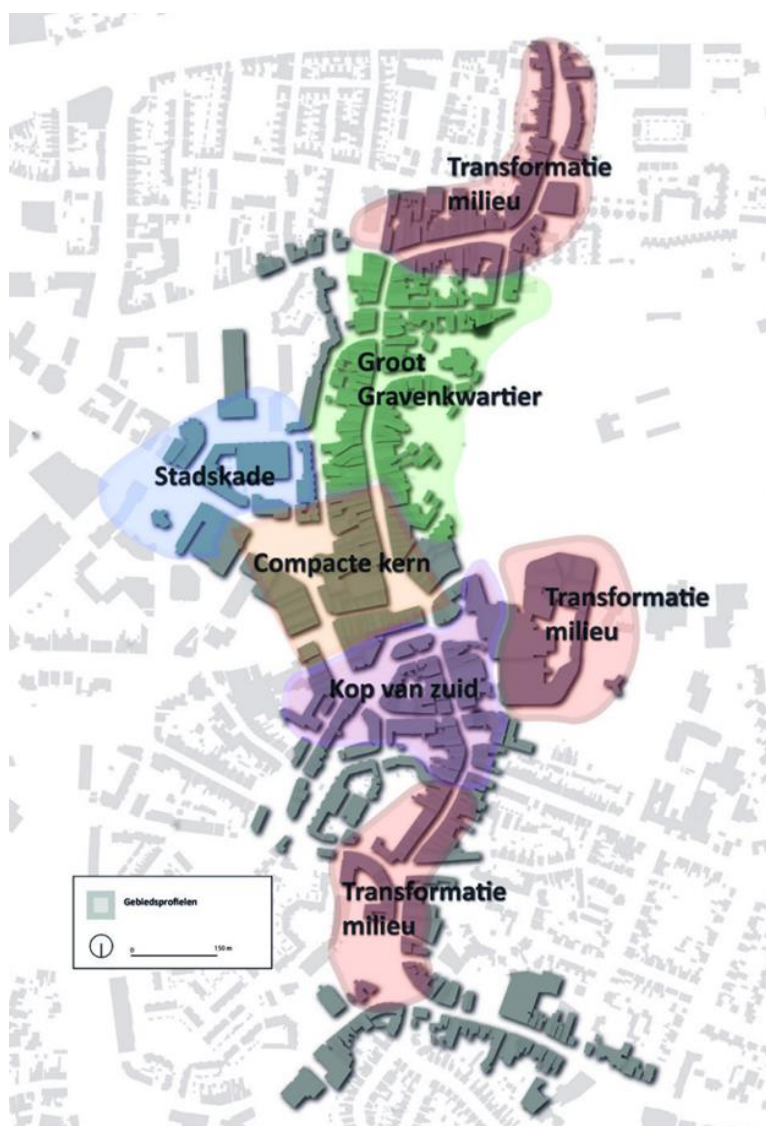 Transformatie
milieu
Groot
Gravenkwartier
Stadskade
Compacte kern
Transformatie
milieu
Kop van zuid
Transformatie
milieu
Gebiedsprofielen
0 150 m